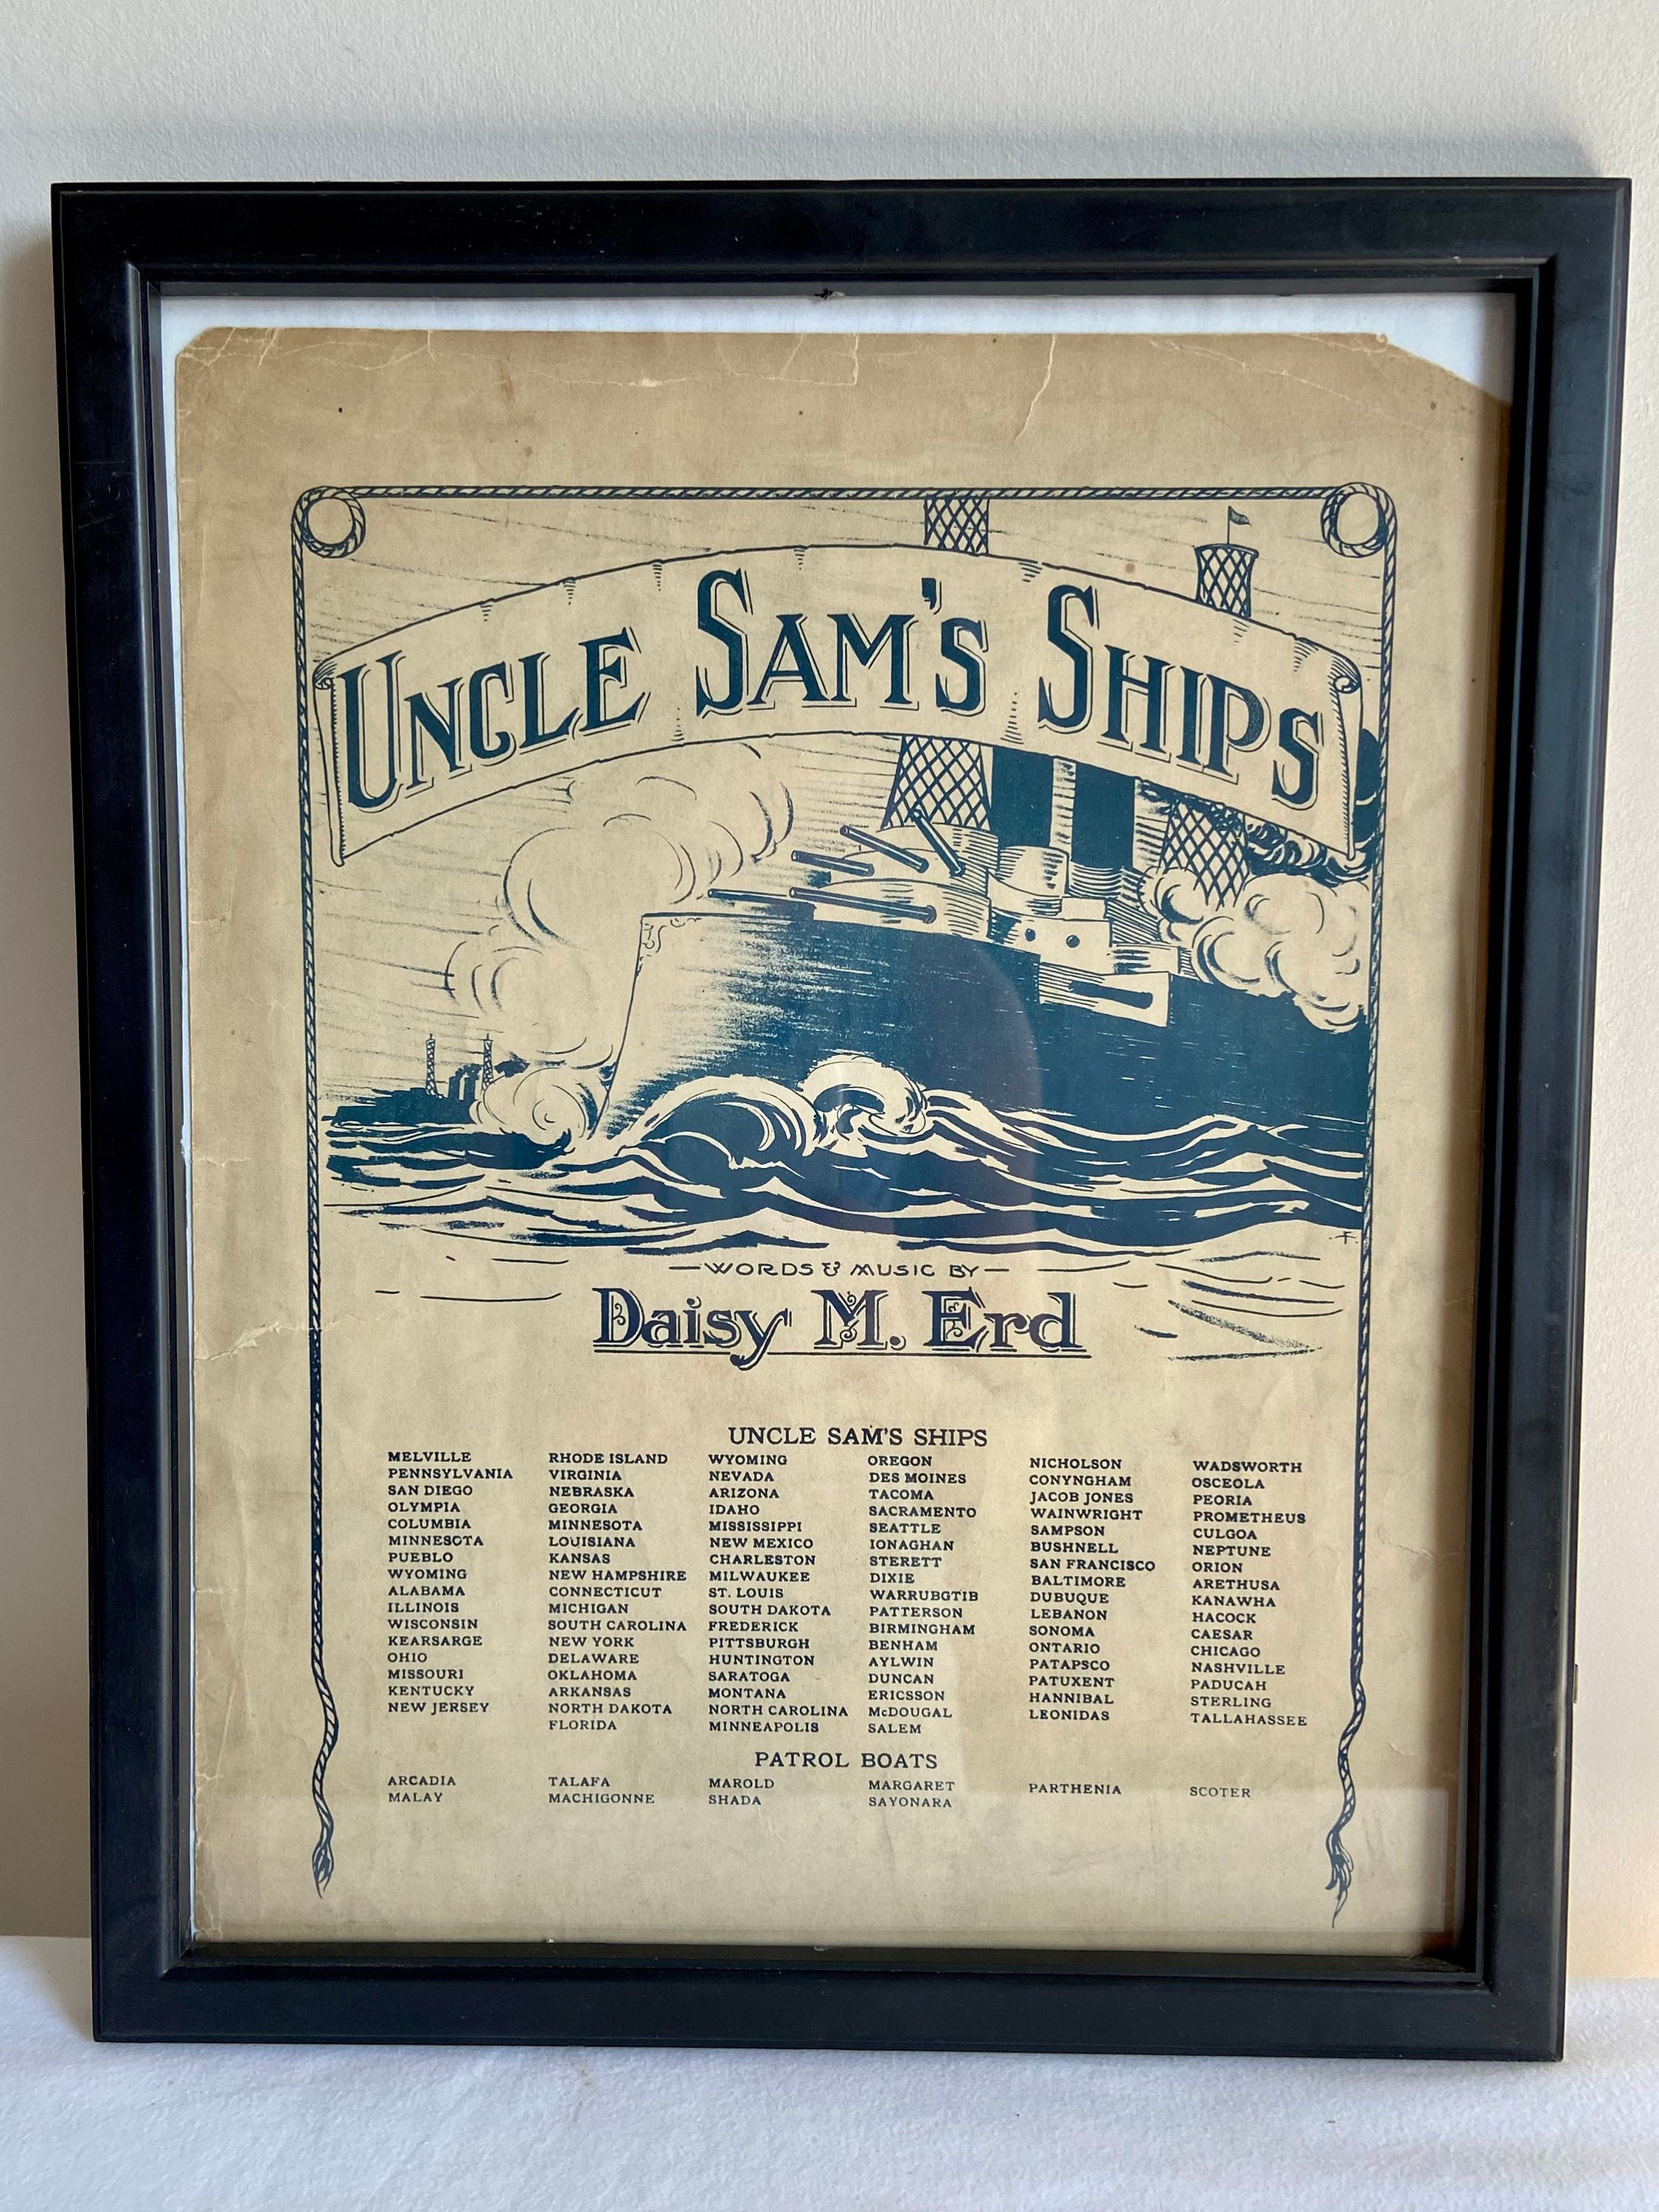 UNCLE SAM'S SHIPS
F.
—WORDS & MUSIC BY—
Daisy M. Erd
UNCLE SAM'S SHIPS
MELVILLE
PENNSYLVANIA
SAN DIEGO
OLYMPIA
COLUMBIA
MINNESOTA
PUEBLO
WYOMING
ALABAMA
ILLINOIS
WISCONSIN
KEARSARGE
OHIO
MISSOURI
KENTUCKY
NEW JERSEY
RHODE ISLAND
VIRGINIA
NEBRASKA
GEORGIA
MINNESOTA
LOUISIANA
KANSAS
NEW HAMPSHIRE
CONNECTICUT
MICHIGAN
SOUTH CAROLINA
NEW YORK
DELAWARE
OKLAHOMA
ARKANSAS
NORTH DAKOTA
FLORIDA
WYOMING
NEVADA
ARIZONA
IDAHO
MISSISSIPPI
NEW MEXICO
CHARLESTON
MILWAUKEE
ST. LOUIS
SOUTH DAKOTA
FREDERICK
PITTSBURGH
HUNTINGTON
SARATOGA
MONTANA
NORTH CAROLINA
MINNEAPOLIS
OREGON
DES MOINES
TACOMA
SACRAMENTO
SEATTLE
IONAGHAN
STERETT
DIXIE
WARRUBGTIB
PATTERSON
BIRMINGHAM
BENHAM
AYLWIN
DUNCAN
ERICSSON
McDOUGAL
SALEM
NICHOLSON
CONYNGHAM
JACOB JONES
WAINWRIGHT
SAMPSON
BUSHNELL
SAN FRANCISCO
BALTIMORE
DUBUQUE
LEBANON
SONOMA
ONTARIO
PATAPSCO
PATUXENT
HANNIBAL
LEONIDAS
WADSWORTH
OSCEOLA
PEORIA
PROMETHEUS
CULGOA
NEPTUNE
ORION
ARETHUSA
KANAWHA
HACOCK
CAESAR
CHICAGO
NASHVILLE
PADUCAH
STERLING
TALLAHASSEE
PATROL BOATS
ARCADIA
MALAY
TALAFA
MACHIGONNE
MAROLD
SHADA
MARGARET
SAYONARA
PARTHENIA
SCOTER